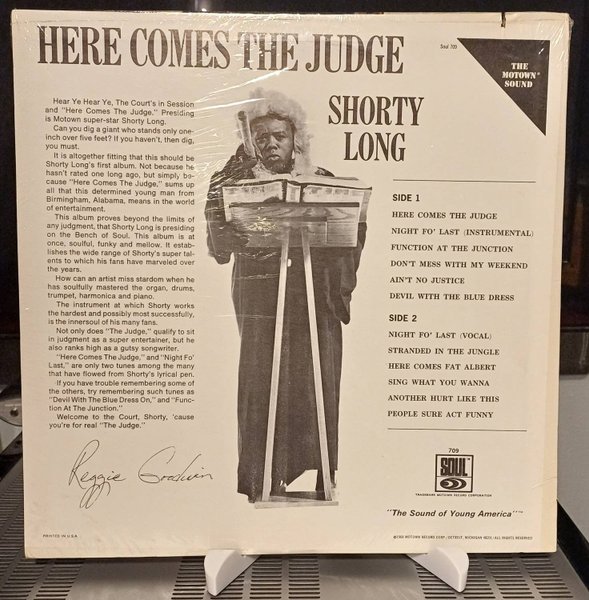 HERE COMES THE JUDGE
Soul 709
THE
MOTOWN
SOUND
SHORTY
LONG
Hear Ye Hear Ye, The Court's in Session
and "Here Comes The Judge." Presiding
is Motown super-star Shorty Long.
Can you dig a giant who stands only one-
inch over five feet? If you haven't, then dig,
you must.
It is altogether fitting that this should be
Shorty Long's first album. Not because he
hasn't rated one long ago, but simply be-
cause "Here Comes The Judge," sums up
all that this determined young man from
Birmingham, Alabama, means in the world
of entertainment.
This album proves beyond the limits of
any judgment, that Shorty Long is presiding
on the Bench of Soul. This album is at
once, soulful, funky and mellow. It estab-
lishes the wide range of Shorty's super tal-
ents to which his fans have marveled over
the years.
How can an artist miss stardom when he
has soulfully mastered the organ, drums,
trumpet, harmonica and piano.
The instrument at which Shorty works
the hardest and possibly most successfully,
is the innersoul of his many fans.
Not only does "The Judge," qualify to sit
in judgment as a super entertainer, but he
also ranks high as a gutsy songwriter.
"Here Comes The Judge," and "Night Fo'
Last," are only two tunes among the many
that have flowed from Shorty's lyrical pen.
If you have trouble remembering some of
the others, try remembering such tunes as
"Devil With The Blue Dress On," and "Func-
tion At The Junction."
Welcome to the Court, Shorty, 'cause
you're for real "The Judge."
Reggie Goodwin
PRINTED IN U.S.A.
SIDE 1
HERE COMES THE JUDGE
NIGHT FO' LAST (INSTRUMENTAL)
FUNCTION AT THE JUNCTION
DON'T MESS WITH MY WEEKEND
AIN'T NO JUSTICE
DEVIL WITH THE BLUE DRESS
SIDE 2
NIGHT FO' LAST (VOCAL)
STRANDED IN THE JUNGLE
HERE COMES FAT ALBERT
SING WHAT YOU WANNA
ANOTHER HURT LIKE THIS
PEOPLE SURE ACT FUNNY
709
SOUL
TRADEMARK MOTOWN RECORD CORPORATION
"The Sound of Young America"™
©1968 MOTOWN RECORD CORP., DETROIT, MICHIGAN 48201, ALL RIGHTS RESERVED